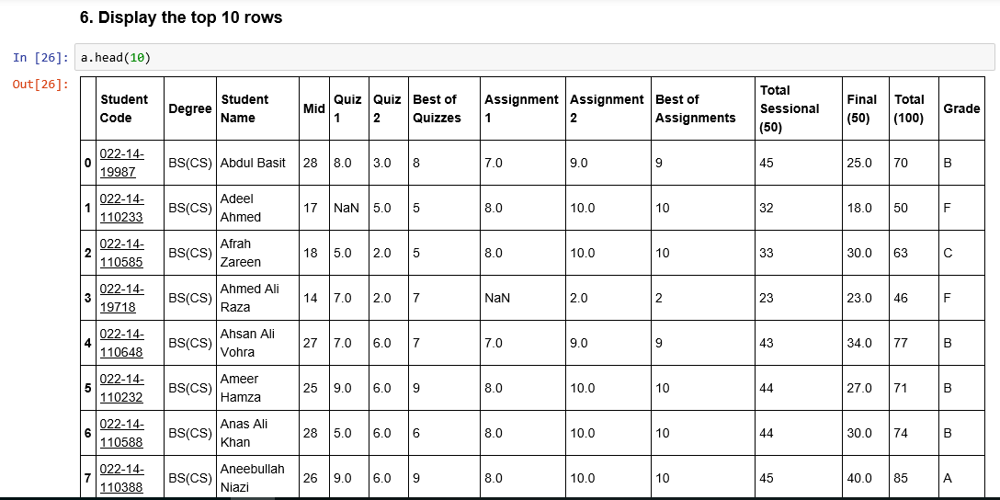 6. Display the top 10 rows
In [26]: a.head(10)
Out[26]:
Student Code Degree Student Name Mid Quiz 1 Quiz 2 Best of Quizzes Assignment 1 Assignment 2 Best of Assignments Total Sessional (50) Final (50) Total (100) Grade
0 022-14-19987 BS(CS) Abdul Basit 28 8.0 3.0 8 7.0 9.0 9 45 25.0 70 B
1 022-14-110233 BS(CS) Adeel Ahmed 17 NaN 5.0 5 8.0 10.0 10 32 18.0 50 F
2 022-14-110585 BS(CS) Afrah Zareen 18 5.0 2.0 5 8.0 10.0 10 33 30.0 63 C
3 022-14-19718 BS(CS) Ahmed Ali Raza 14 7.0 2.0 7 NaN 2.0 2 23 23.0 46 F
4 022-14-110648 BS(CS) Ahsan Ali Vohra 27 7.0 6.0 7 7.0 9.0 9 43 34.0 77 B
5 022-14-110232 BS(CS) Ameer Hamza 25 9.0 6.0 9 8.0 10.0 10 44 27.0 71 B
6 022-14-110588 BS(CS) Anas Ali Khan 28 5.0 6.0 6 8.0 10.0 10 44 30.0 74 B
7 022-14-110388 BS(CS) Aneebullah Niazi 26 9.0 6.0 9 8.0 10.0 10 45 40.0 85 A